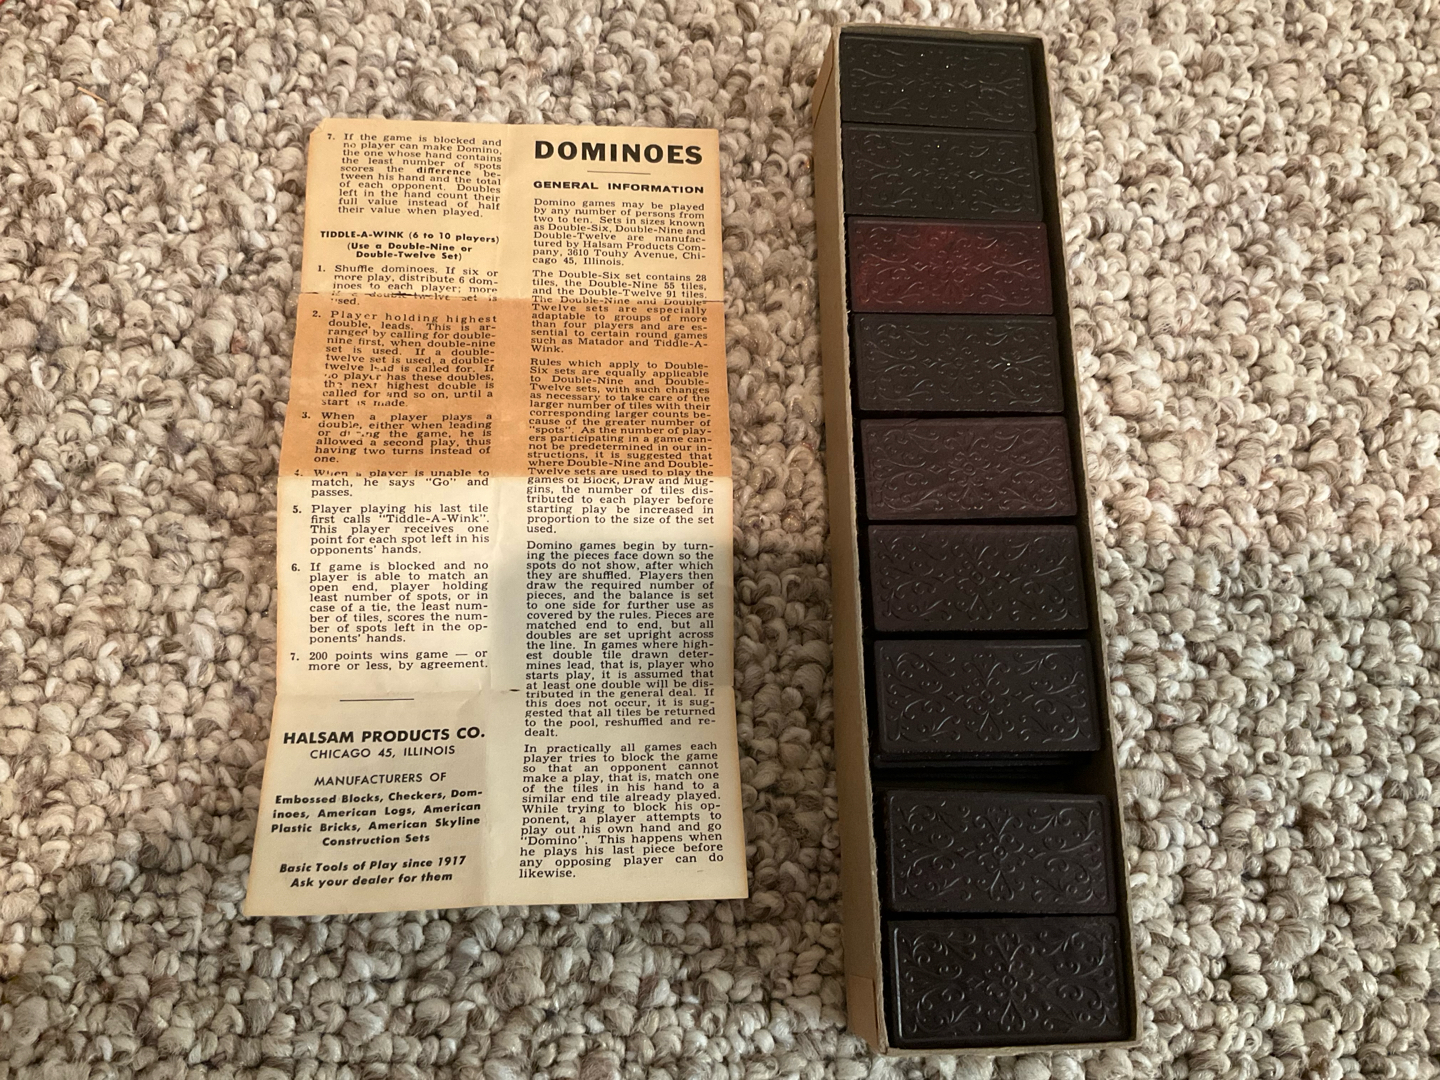 7. If the game is blocked and
no player can make Domino,
the one whose hand contains
the least number of spots
scores the difference be-
tween his hand and the total
of each opponent. Doubles
left in the hand count their
full value instead of half
their value when played.
TIDDLE-A-WINK (6 to 10 players)
(Use a Double-Nine or
Double-Twelve Set)
1. Shuffle dominoes. If six or
more play, distribute 6 dom-
inoes to each player; more
double-twelve set is
used.
2. Player holding highest
double, leads. This is ar-
ranged by calling for double-
nine first, when double-nine
set is used. If a double-
twelve set is used, a double-
twelve lead is called for. If
no player has these doubles,
the next highest double is
called for and so on, until a
start is made.
3. When a player plays a
double, either when leading
or during the game, he is
allowed a second play, thus
having two turns instead of
one.
4. When a player is unable to
match, he says "Go" and
passes.
5. Player playing his last tile
first calls "Tiddle-A-Wink".
This player receives one
point for each spot left in his
opponents' hands.
6. If game is blocked and no
player is able to match an
open end, player holding
least number of spots, or in
case of a tie, the least num-
ber of tiles, scores the num-
ber of spots left in the op-
ponents' hands.
7. 200 points wins game — or
more or less, by agreement.
HALSAM PRODUCTS CO.
CHICAGO 45, ILLINOIS
MANUFACTURERS OF
Embossed Blocks, Checkers, Dom-
inoes, American Logs, American
Plastic Bricks, American Skyline
Construction Sets
Basic Tools of Play since 1917
Ask your dealer for them
DOMINOES
GENERAL INFORMATION
Domino games may be played
by any number of persons from
two to ten. Sets in sizes known
as Double-Six, Double-Nine and
Double-Twelve are manufac-
tured by Halsam Products Com-
pany, 3610 Touhy Avenue, Chi-
cago 45, Illinois.
The Double-Six set contains 28
tiles, the Double-Nine 55 tiles,
and the Double-Twelve 91 tiles.
The Double-Nine and Double-
Twelve sets are especially
adaptable to groups of more
than four players and are es-
sential to certain round games
such as Matador and Tiddle-A-
Wink.
Rules which apply to Double-
Six sets are equally applicable
to Double-Nine and Double-
Twelve sets, with such changes
as necessary to take care of the
larger number of tiles with their
corresponding larger counts be-
cause of the greater number of
"spots". As the number of play-
ers participating in a game can-
not be predetermined in our in-
structions, it is suggested that
where Double-Nine and Double-
Twelve sets are used to play the
games of Block, Draw and Mug-
gins, the number of tiles dis-
tributed to each player before
starting play be increased in
proportion to the size of the set
used.
Domino games begin by turn-
ing the pieces face down so the
spots do not show, after which
they are shuffled. Players then
draw the required number of
pieces, and the balance is set
to one side for further use as
covered by the rules. Pieces are
matched end to end, but all
doubles are set upright across
the line. In games where high-
est double tile drawn deter-
mines lead, that is, player who
starts play, it is assumed that
at least one double will be dis-
tributed in the general deal. If
this does not occur, it is sug-
gested that all tiles be returned
to the pool, reshuffled and re-
dealt.
In practically all games each
player tries to block the game
so that an opponent cannot
make a play, that is, match one
of the tiles in his hand to a
similar end tile already played.
While trying to block his op-
ponent, a player attempts to
play out his own hand and go
"Domino". This happens when
he plays his last piece before
any opposing player can do
likewise.